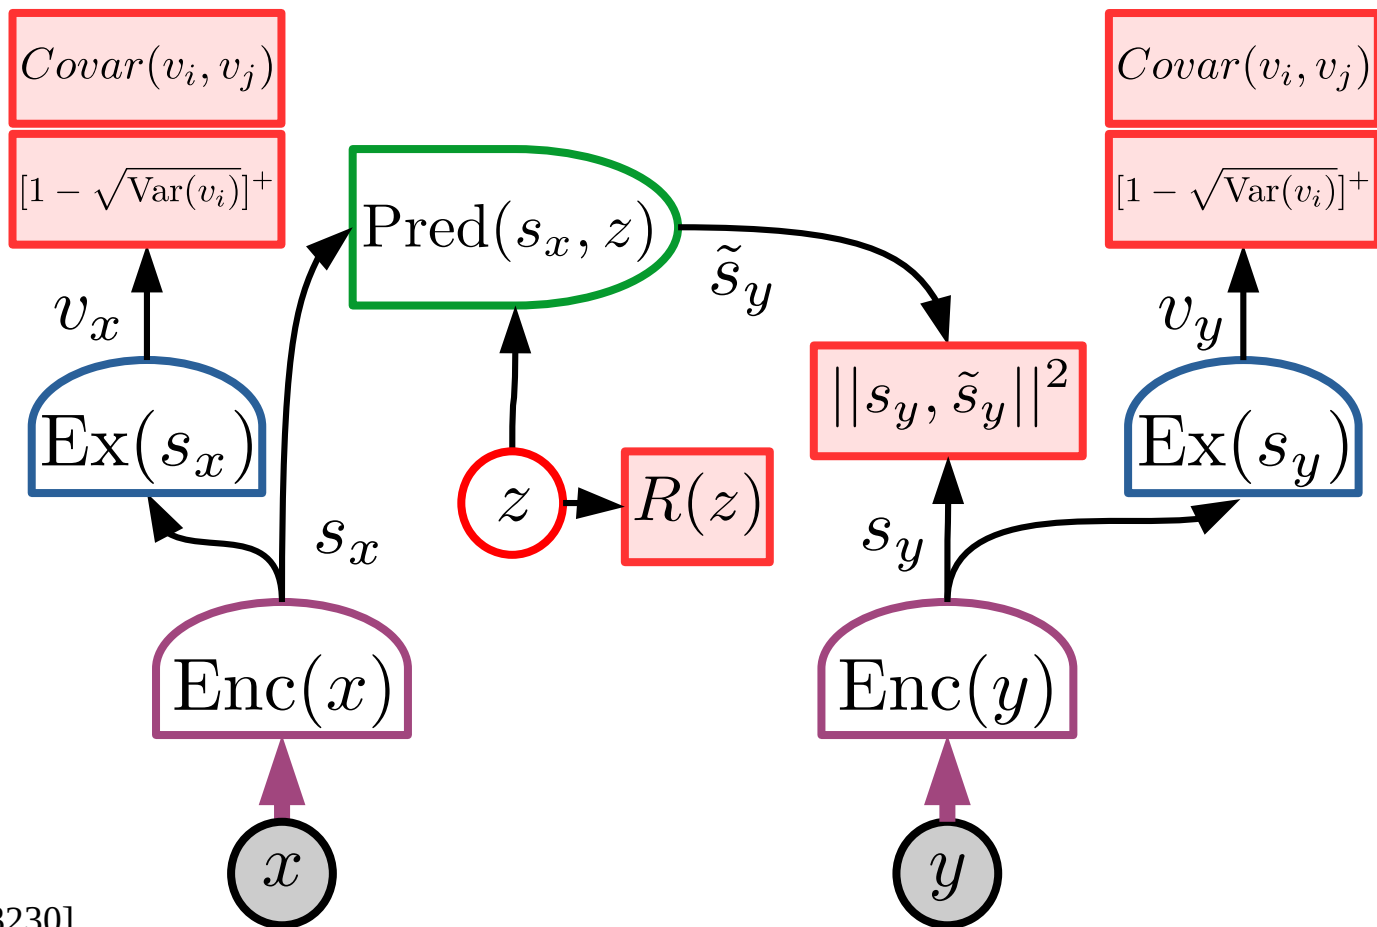 Covar(v_i, v_j)
[1 − √Var(v_i)]^+
v_x
Ex(s_x)
s_x
Enc(x)
x
Pred(s_x, z)
s̃_y
z
R(z)
||s_y, s̃_y||^2
s_y
Enc(y)
y
Covar(v_i, v_j)
[1 − √Var(v_i)]^+
v_y
Ex(s_y)
3230]